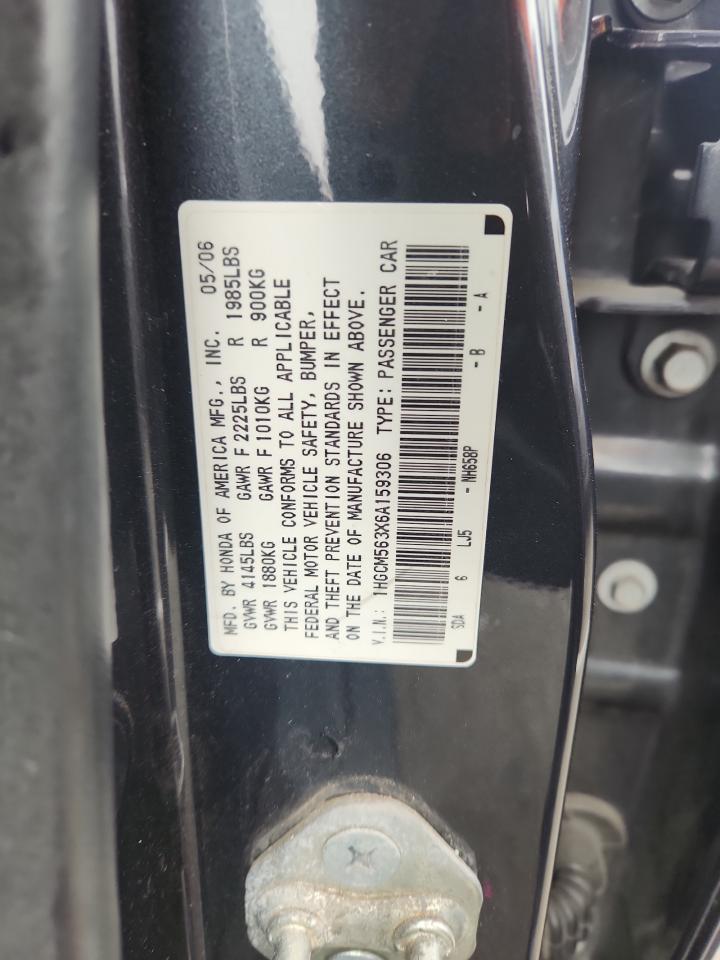 MFD. BY HONDA OF AMERICA MFG., INC. 05/06
GVWR 4145LBS GAWR F 2225LBS R 1985LBS
GVWR 1880KG GAWR F 1010KG R 900KG
THIS VEHICLE CONFORMS TO ALL APPLICABLE
FEDERAL MOTOR VEHICLE SAFETY, BUMPER,
AND THEFT PREVENTION STANDARDS IN EFFECT
ON THE DATE OF MANUFACTURE SHOWN ABOVE.
V.I.N.: 1HGCM563X6A159306 TYPE: PASSENGER CAR
SDA 6 LJ5 - NH658P - B - A